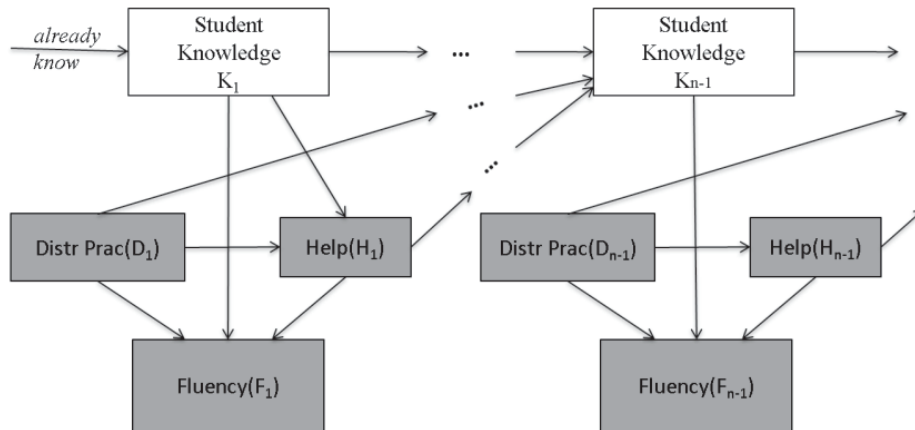 already
know
Student
Knowledge
K₁
...
Student
Knowledge
Kₙ₋₁
...
...
Distr Prac(D₁)
Help(H₁)
Distr Prac(Dₙ₋₁)
Help(Hₙ₋₁)
Fluency(F₁)
Fluency(Fₙ₋₁)